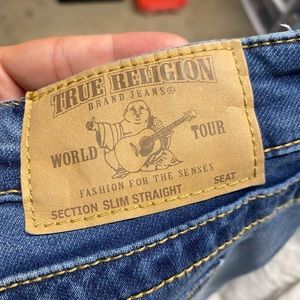 TRUE RELIGION
BRAND JEANS®
WORLD TOUR
FASHION FOR THE SENSES
SECTION SLIM STRAIGHT SEAT